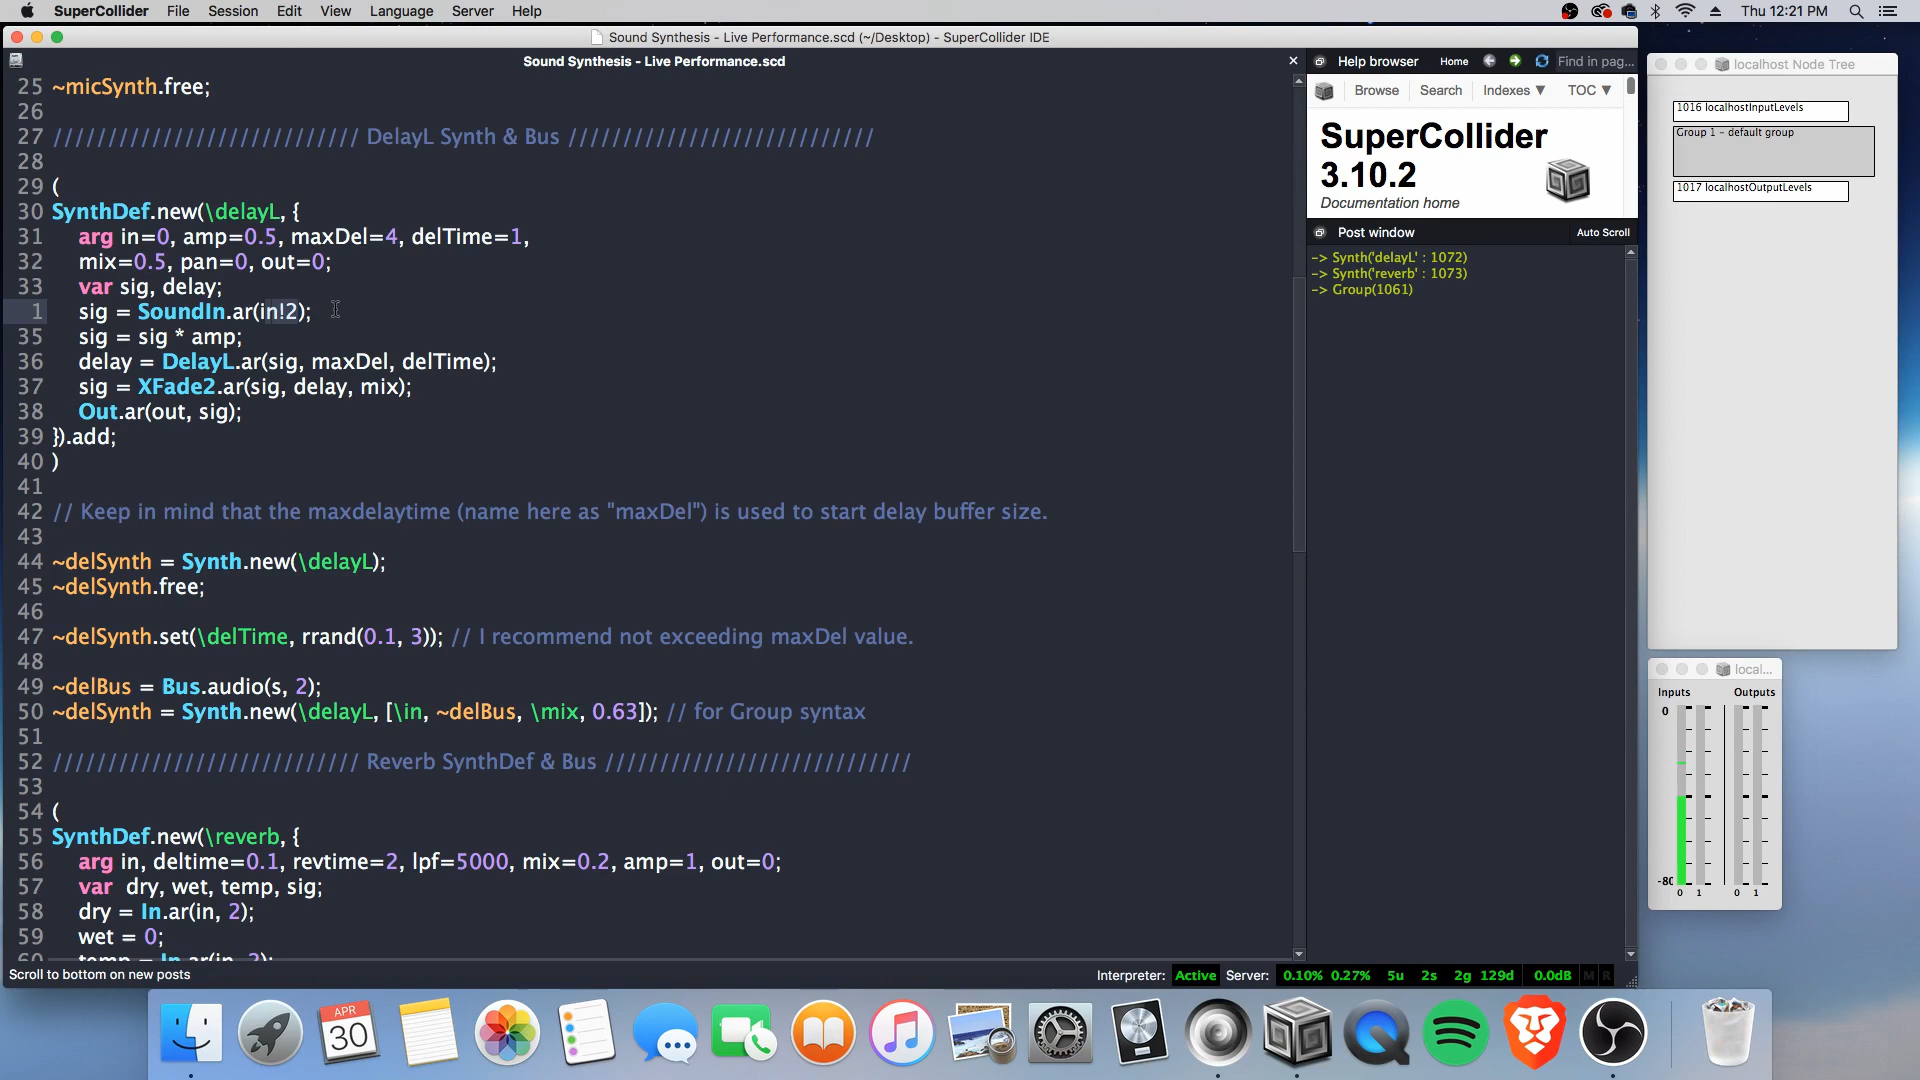 SuperCollider File Session Edit View Language Server Help Thu 12:21 PM
Sound Synthesis - Live Performance.scd (~/Desktop) - SuperCollider IDE
Sound Synthesis - Live Performance.scd
25 ~micSynth.free;
26
27 //////////////////////////// DelayL Synth & Bus ////////////////////////////
28
29 (
30 SynthDef.new(\delayL, {
31 arg in=0, amp=0.5, maxDel=4, delTime=1,
32 mix=0.5, pan=0, out=0;
33 var sig, delay;
1 sig = SoundIn.ar(in!2);
35 sig = sig * amp;
36 delay = DelayL.ar(sig, maxDel, delTime);
37 sig = XFade2.ar(sig, delay, mix);
38 Out.ar(out, sig);
39 }).add;
40 )
41
42 // Keep in mind that the maxdelaytime (name here as "maxDel") is used to start delay buffer size.
43
44 ~delSynth = Synth.new(\delayL);
45 ~delSynth.free;
46
47 ~delSynth.set(\delTime, rrand(0.1, 3)); // I recommend not exceeding maxDel value.
48
49 ~delBus = Bus.audio(s, 2);
50 ~delSynth = Synth.new(\delayL, [\in, ~delBus, \mix, 0.63]); // for Group syntax
51
52 //////////////////////////// Reverb SynthDef & Bus ////////////////////////////
53
54 (
55 SynthDef.new(\reverb, {
56 arg in, deltime=0.1, revtime=2, lpf=5000, mix=0.2, amp=1, out=0;
57 var dry, wet, temp, sig;
58 dry = In.ar(in, 2);
59 wet = 0;
60 temp = In.ar(in, 2);
Scroll to bottom on new posts
Interpreter: Active Server: 0.10% 0.27% 5u 2s 2g 129d 0.0dB M R
Help browser Home Find in pag...
Browse Search Indexes ▼ TOC ▼
SuperCollider
3.10.2
Documentation home
Post window Auto Scroll
-> Synth('delayL' : 1072)
-> Synth('reverb' : 1073)
-> Group(1061)
localhost Node Tree
1016 localhostInputLevels
Group 1 - default group
1017 localhostOutputLevels
local...
Inputs Outputs
0
-80
0 1 0 1
APR
30